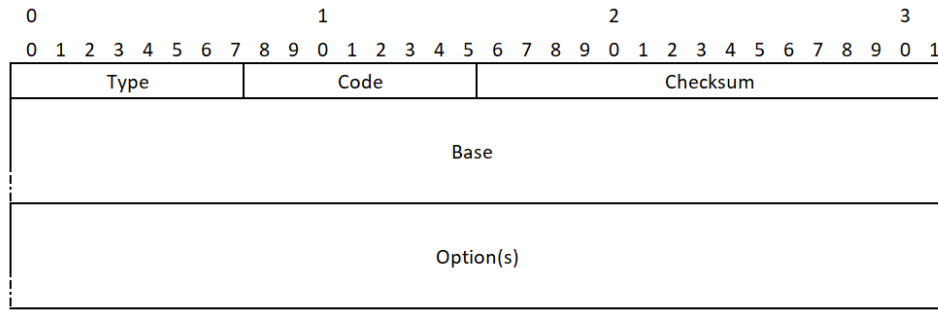 0 1 2 3
0 1 2 3 4 5 6 7 8 9 0 1 2 3 4 5 6 7 8 9 0 1 2 3 4 5 6 7 8 9 0 1
Type Code Checksum
Base
Option(s)